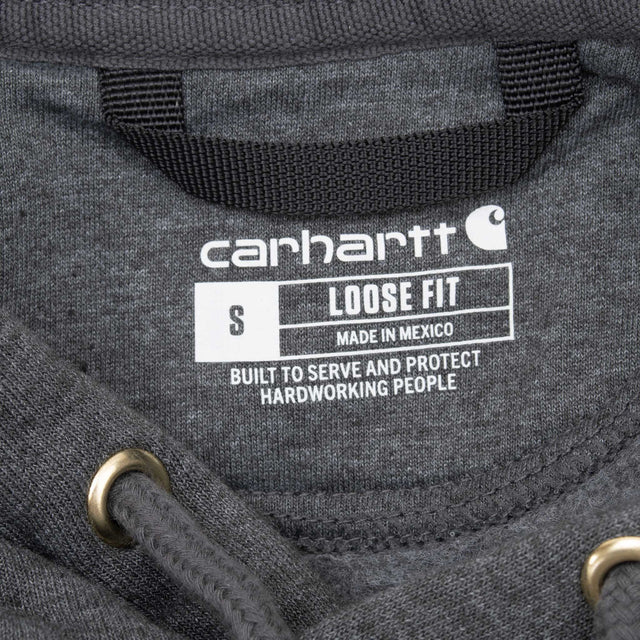 carhartt
S
LOOSE FIT
MADE IN MEXICO
BUILT TO SERVE AND PROTECT
HARDWORKING PEOPLE